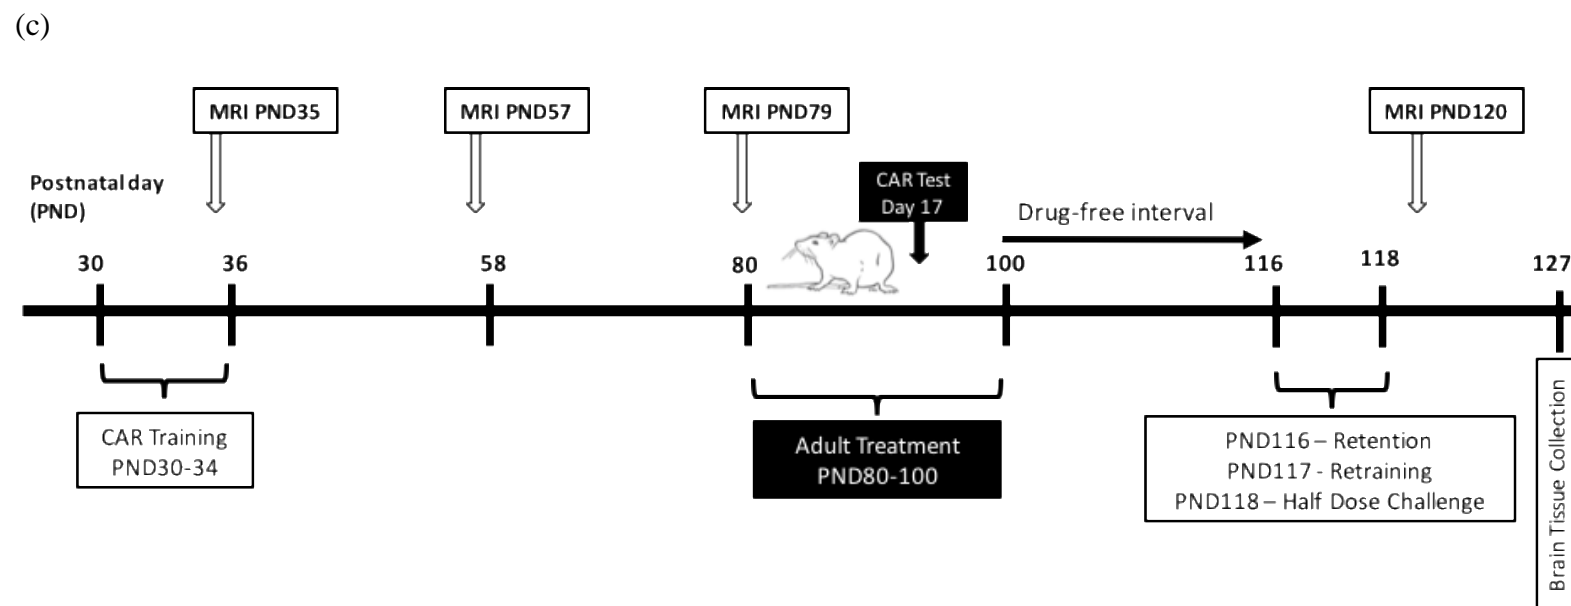 (c)
MRI PND35
MRI PND57
MRI PND79
MRI PND120
Postnatal day
(PND)
CAR Test
Day 17
Drug-free interval
30
36
58
80
100
116
118
127
CAR Training
PND30-34
Adult Treatment
PND80-100
PND116 – Retention
PND117 - Retraining
PND118 – Half Dose Challenge
Brain Tissue Collection